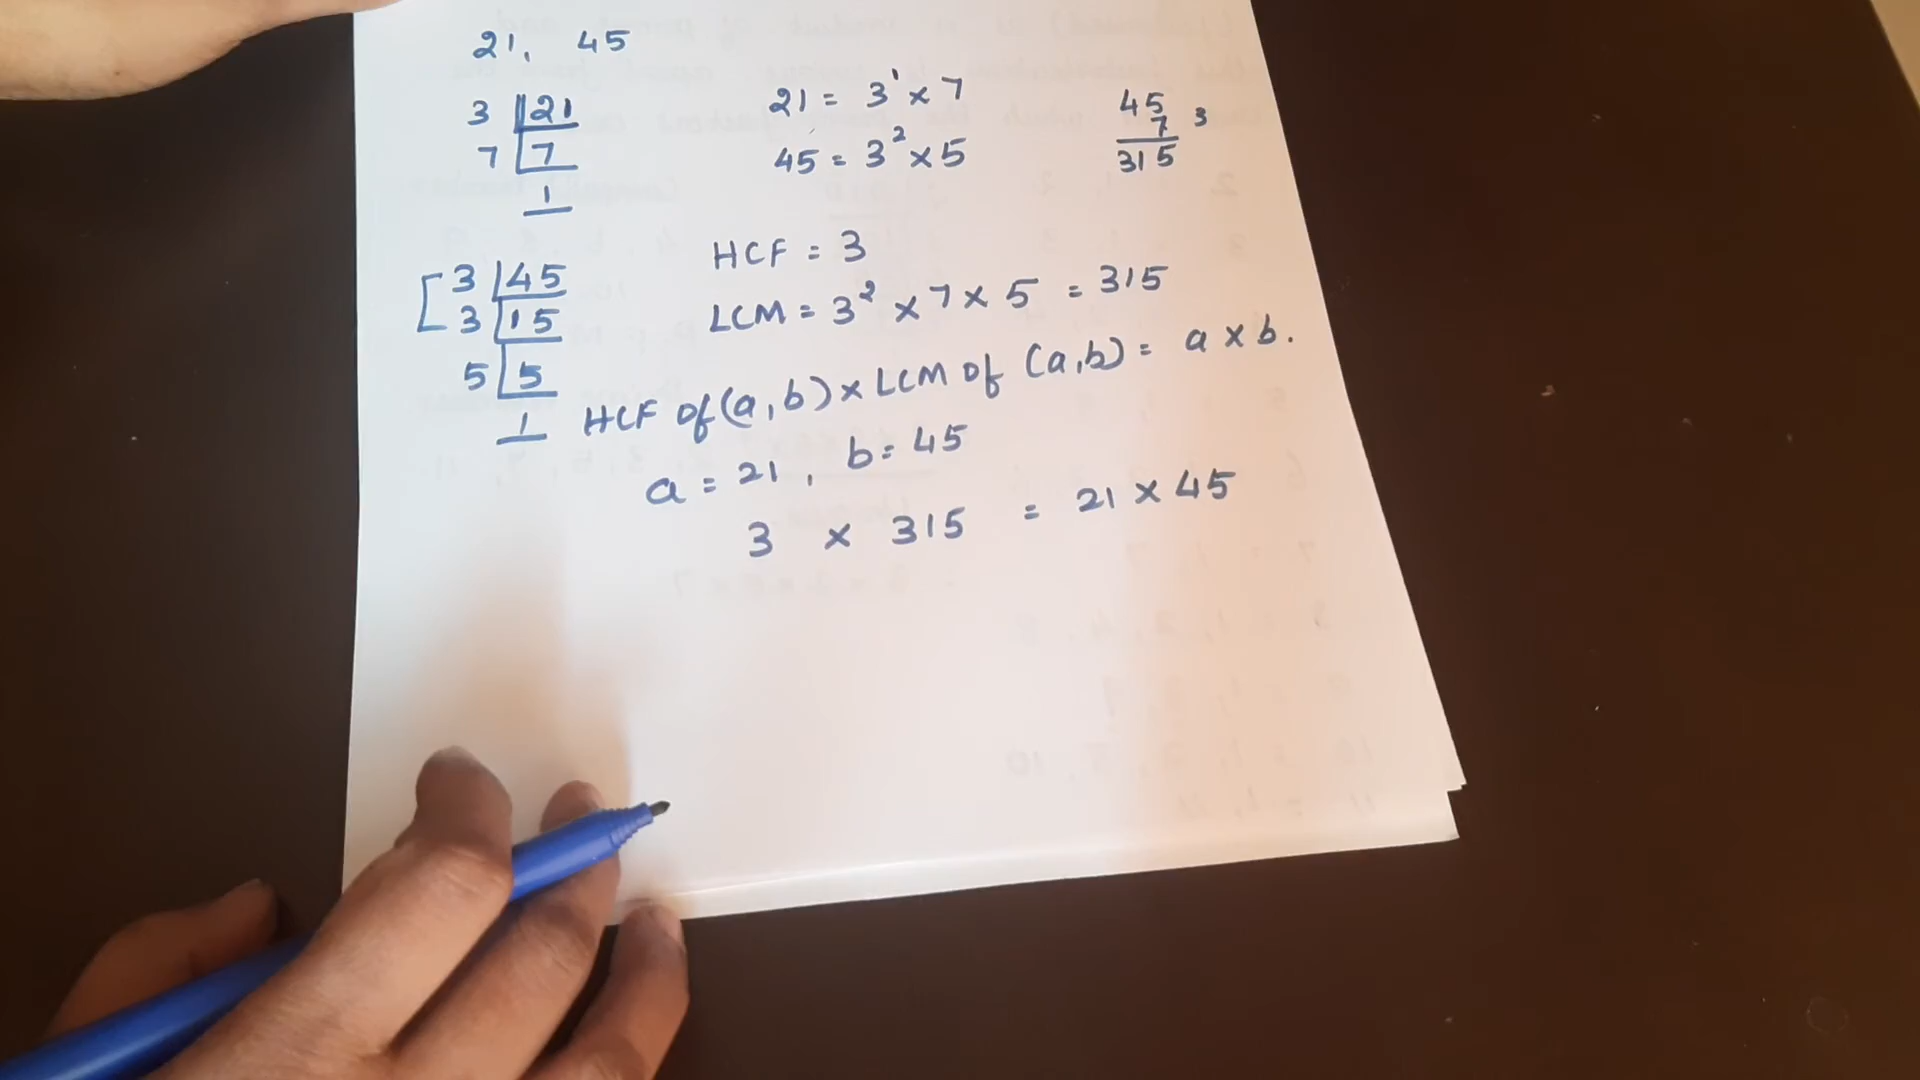 21, 45
3 21
7 7
1
21 = 3¹ × 7
45 = 3² × 5
45
7 3
315
3 45
3 15
5 5
1
HCF = 3
LCM = 3² × 7 × 5 = 315
HCF of (a,b) × LCM of (a,b) = a × b.
a = 21, b = 45
3 × 315 = 21 × 45